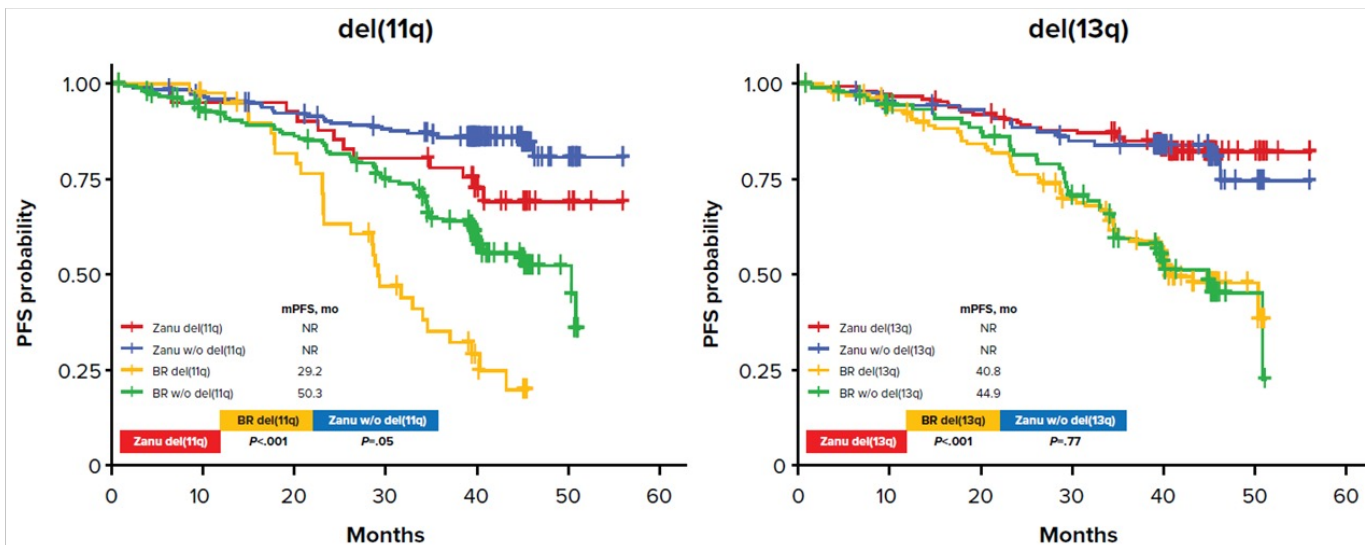 del(11q)
PFS probability
1.00
0.75
0.50
0.25
0
mPFS, mo
Zanu del(11q) NR
Zanu w/o del(11q) NR
BR del(11q) 29.2
BR w/o del(11q) 50.3
BR del(11q) Zanu w/o del(11q)
Zanu del(11q) P<.001 P=.05
0 10 20 30 40 50 60
Months
del(13q)
PFS probability
1.00
0.75
0.50
0.25
0
mPFS, mo
Zanu del(13q) NR
Zanu w/o del(13q) NR
BR del(13q) 40.8
BR w/o del(13q) 44.9
BR del(13q) Zanu w/o del(13q)
Zanu del(13q) P<.001 P=.77
0 10 20 30 40 50 60
Months